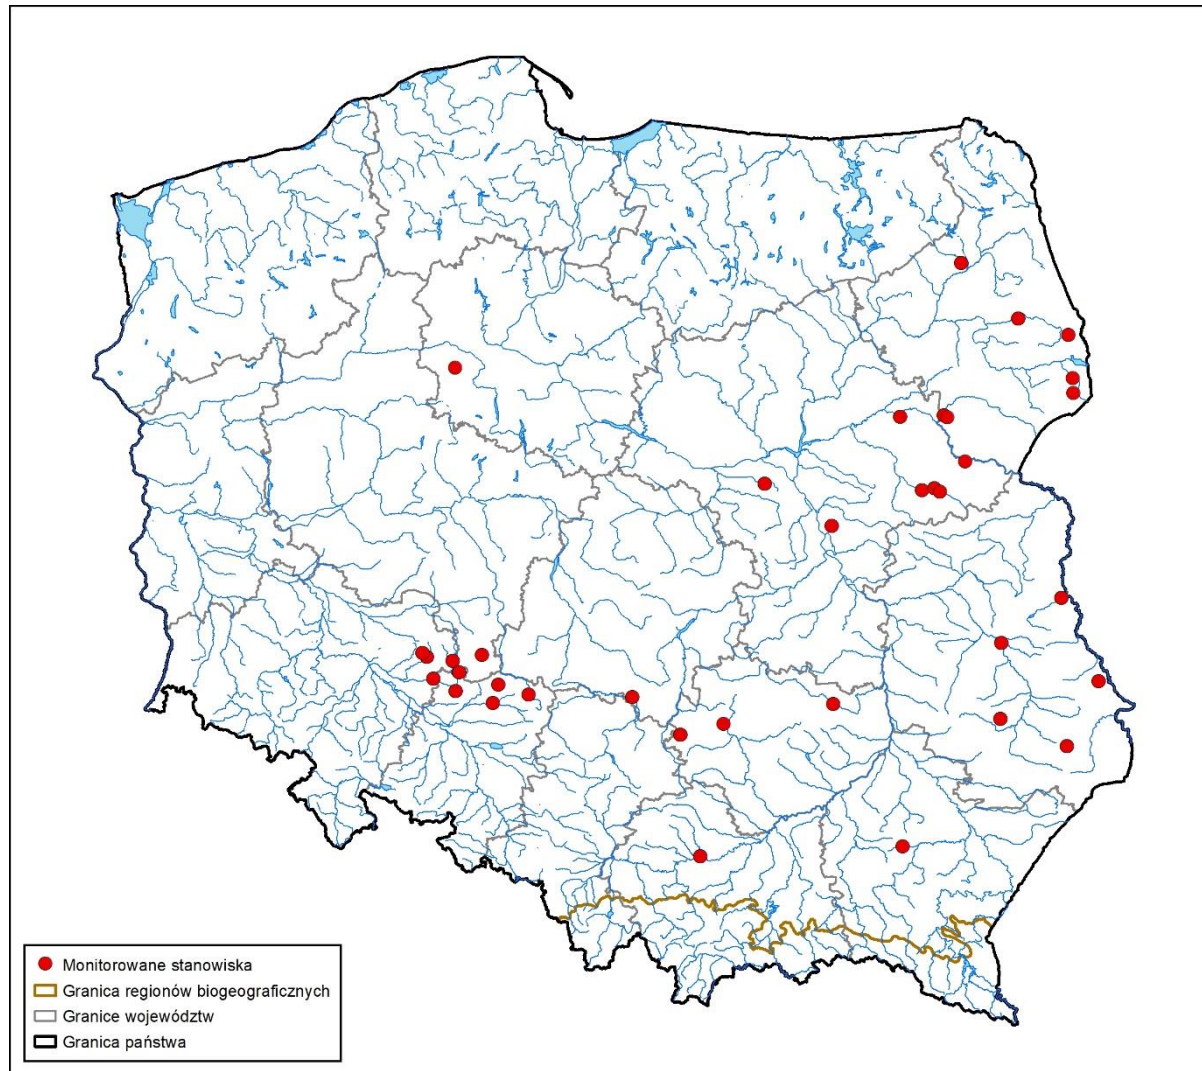 Monitorowane stanowiska
Granica regionów biogeograficznych
Granice województw
Granica państwa